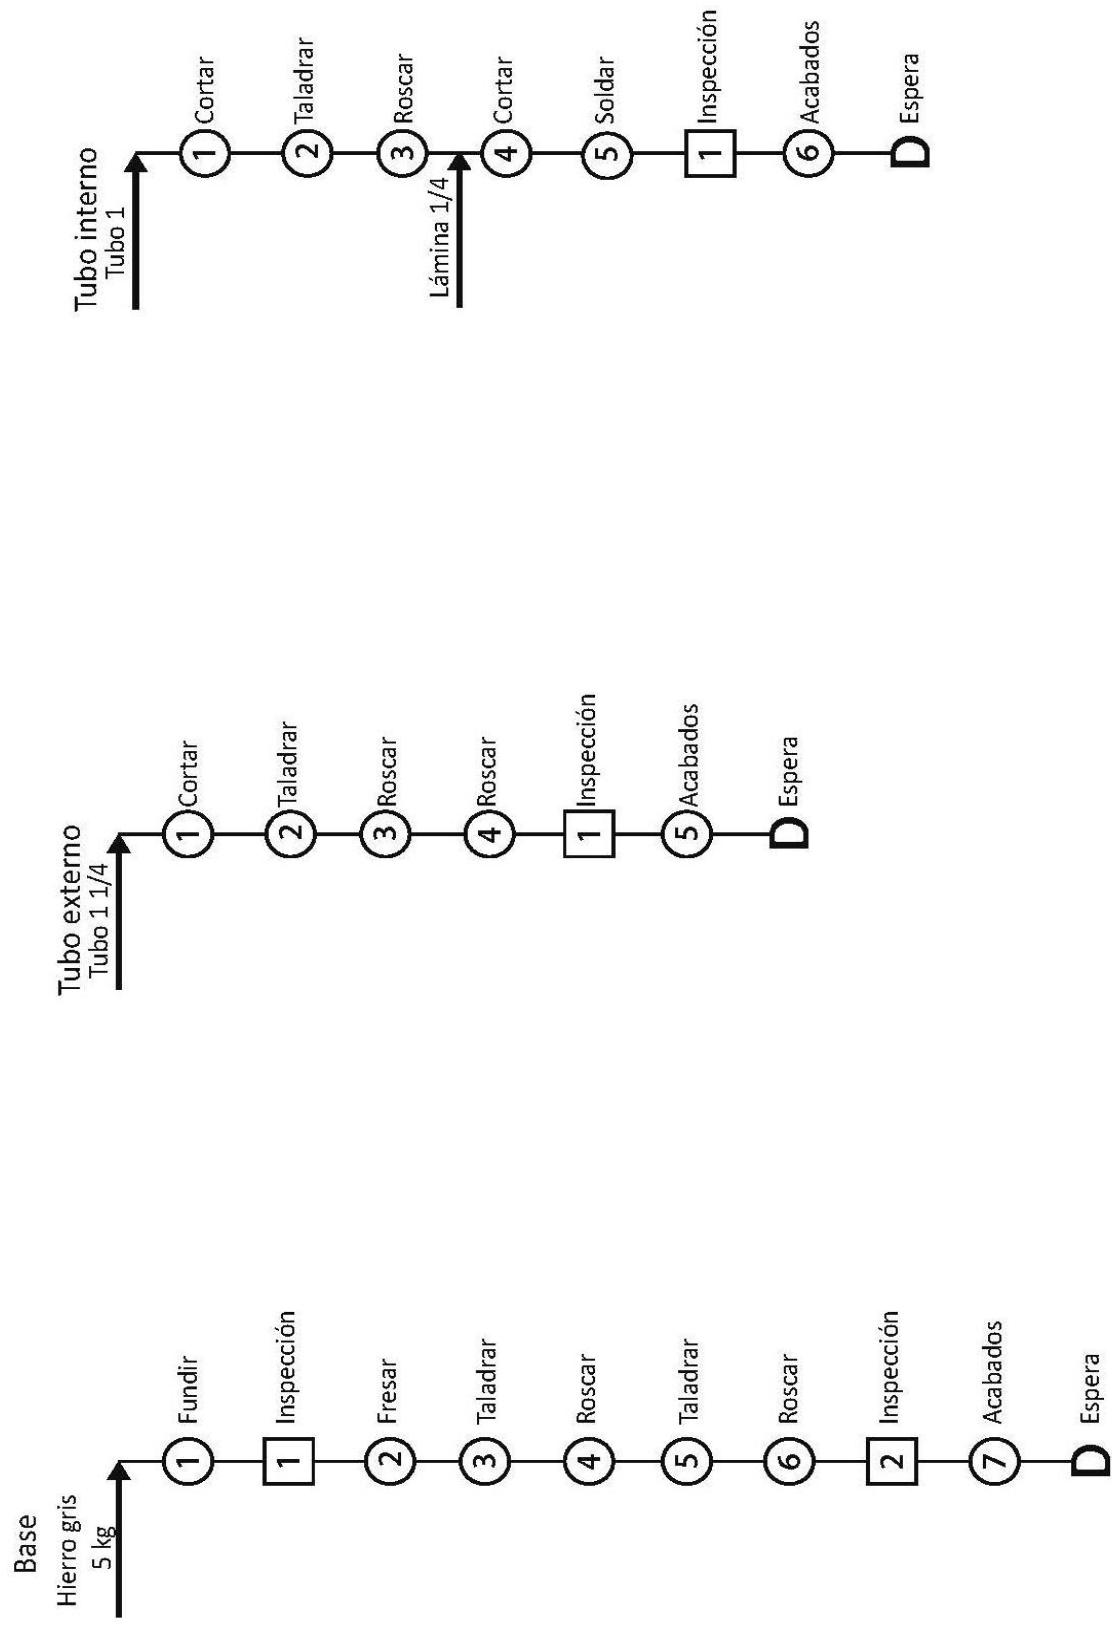 Base
Hierro gris
5 kg
1 Fundir
1 Inspección
2 Fresar
3 Taladrar
4 Roscar
5 Taladrar
6 Roscar
2 Inspección
7 Acabados
D Espera
Tubo externo
Tubo 1 1/4
1 Cortar
2 Taladrar
3 Roscar
4 Roscar
1 Inspección
5 Acabados
D Espera
Tubo interno
Tubo 1
1 Cortar
2 Taladrar
3 Roscar
Lámina 1/4
4 Cortar
5 Soldar
1 Inspección
6 Acabados
D Espera